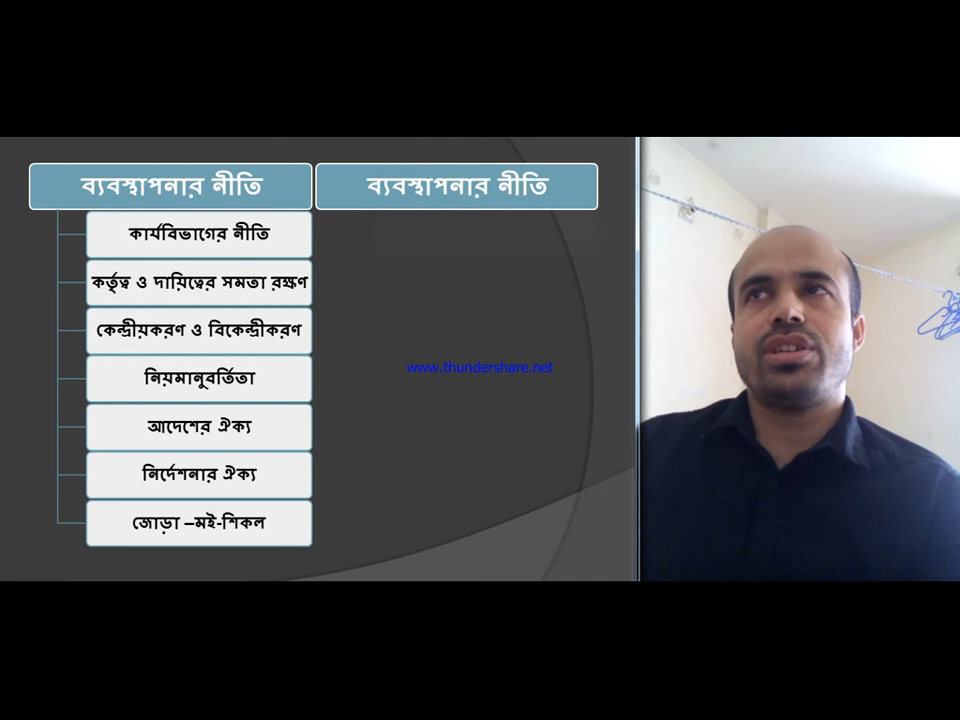 ব্যবস্থাপনার নীতি
ব্যবস্থাপনার নীতি
কার্যবিভাগের নীতি
কর্তৃত্ব ও দায়িত্বের সমতা রক্ষণ
কেন্দ্রীয়করণ ও বিকেন্দ্রীকরণ
নিয়মানুবর্তিতা
আদেশের ঐক্য
নির্দেশনার ঐক্য
জোড়া –মই-শিকল
www.thundershare.net